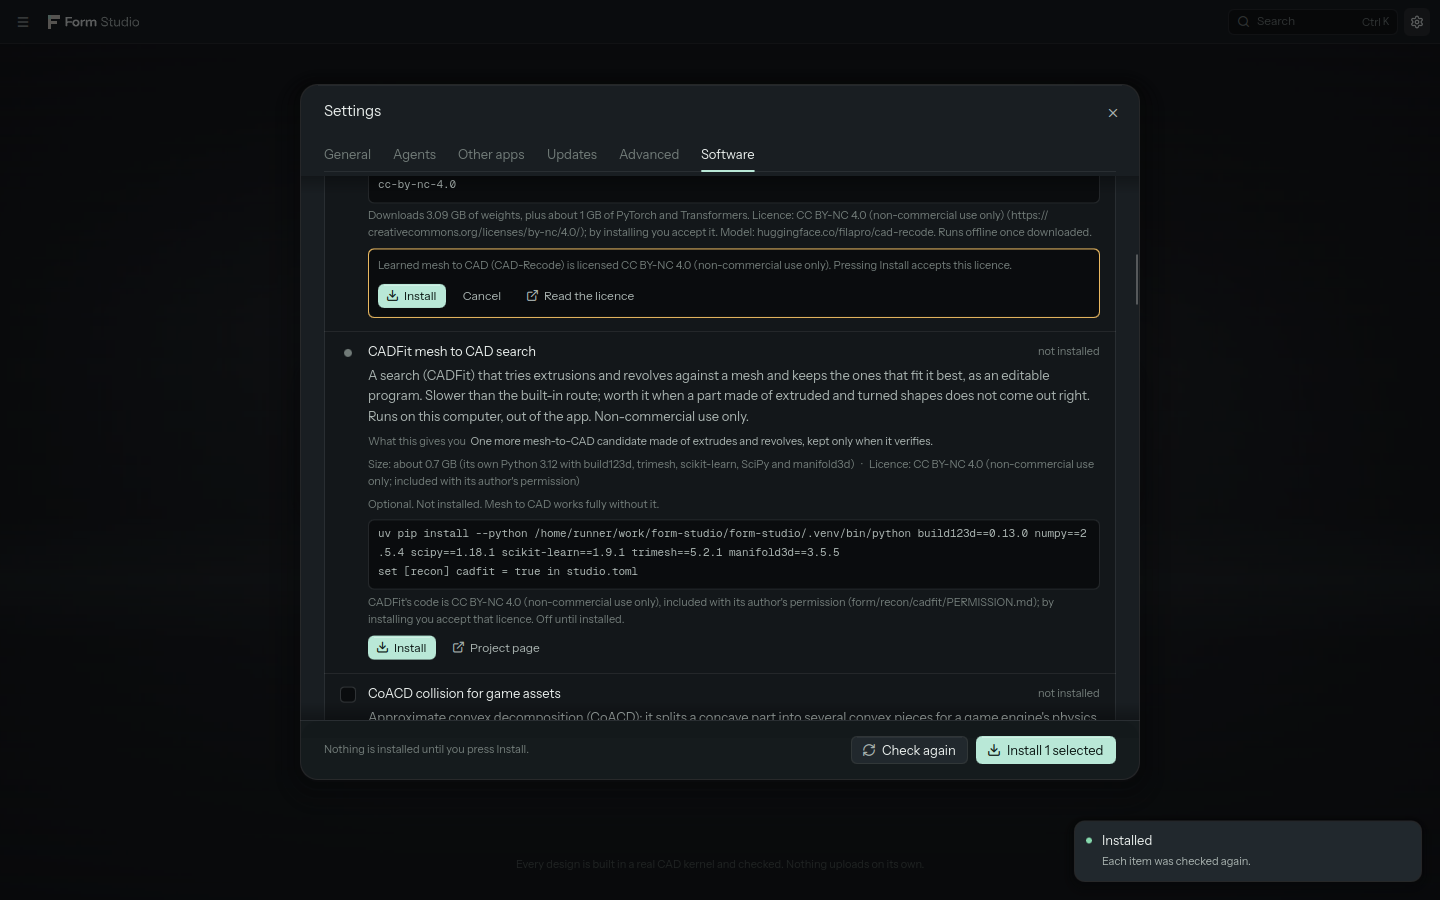 Form Studio
Search
Ctrl K
Settings
General
Agents
Other apps
Updates
Advanced
Software
cc-by-nc-4.0
Downloads 3.09 GB of weights, plus about 1 GB of PyTorch and Transformers. Licence: CC BY-NC 4.0 (non-commercial use only) (https://
creativecommons.org/licenses/by-nc/4.0/); by installing you accept it. Model: huggingface.co/filapro/cad-recode. Runs offline once downloaded.
Learned mesh to CAD (CAD-Recode) is licensed CC BY-NC 4.0 (non-commercial use only). Pressing Install accepts this licence.
Install
Cancel
Read the licence
CADFit mesh to CAD search
not installed
A search (CADFit) that tries extrusions and revolves against a mesh and keeps the ones that fit it best, as an editable
program. Slower than the built-in route; worth it when a part made of extruded and turned shapes does not come out right.
Runs on this computer, out of the app. Non-commercial use only.
What this gives you One more mesh-to-CAD candidate made of extrudes and revolves, kept only when it verifies.
Size: about 0.7 GB (its own Python 3.12 with build123d, trimesh, scikit-learn, SciPy and manifold3d) · Licence: CC BY-NC 4.0 (non-commercial use
only; included with its author's permission)
Optional. Not installed. Mesh to CAD works fully without it.
uv pip install --python /home/runner/work/form-studio/form-studio/.venv/bin/python build123d==0.13.0 numpy==2
.5.4 scipy==1.18.1 scikit-learn==1.9.1 trimesh==5.2.1 manifold3d==3.5.5
set [recon] cadfit = true in studio.toml
CADFit's code is CC BY-NC 4.0 (non-commercial use only), included with its author's permission (form/recon/cadfit/PERMISSION.md); by
installing you accept that licence. Off until installed.
Install
Project page
CoACD collision for game assets
not installed
Approximate convex decomposition (CoACD): it splits a concave part into several convex pieces for a game engine's physics.
Nothing is installed until you press Install.
Check again
Install 1 selected
Installed
Each item was checked again.
Every design is built in a real CAD kernel and checked. Nothing uploads on its own.